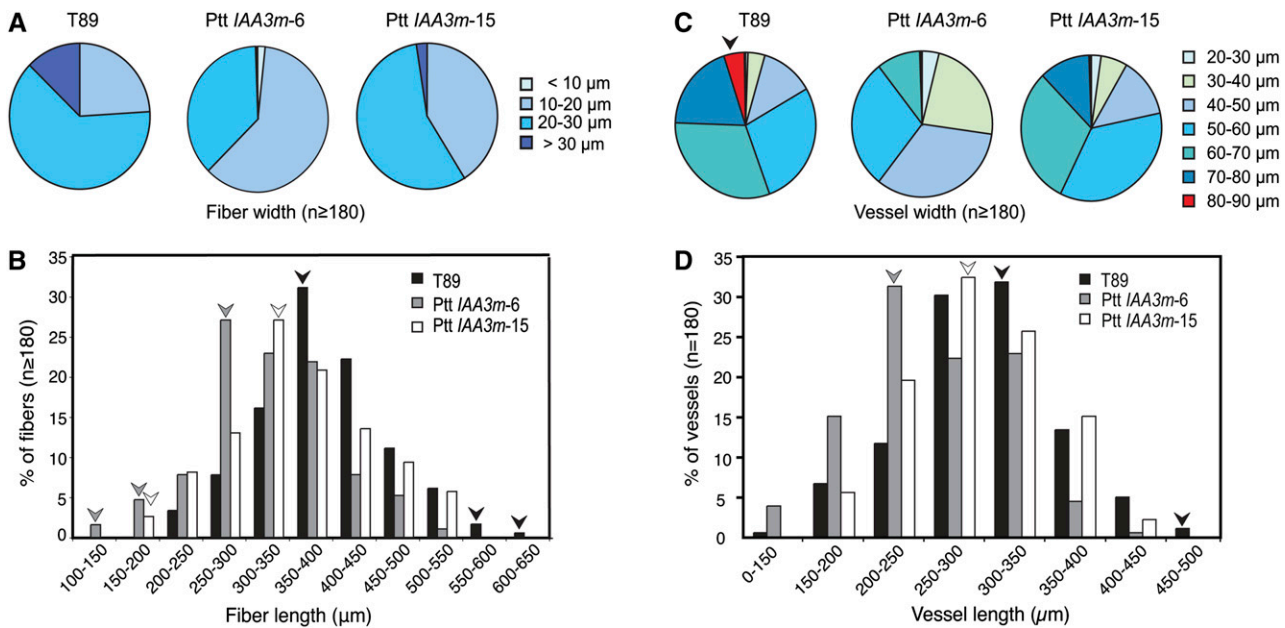 A
T89
Ptt IAA3m-6
Ptt IAA3m-15
< 10 µm
10-20 µm
20-30 µm
> 30 µm
Fiber width (n≥180)
B
% of fibers (n≥180)
35
30
25
20
15
10
5
0
T89
Ptt IAA3m-6
Ptt IAA3m-15
100-150
150-200
200-250
250-300
300-350
350-400
400-450
450-500
500-550
550-600
600-650
Fiber length (µm)
C
T89
Ptt IAA3m-6
Ptt IAA3m-15
20-30 µm
30-40 µm
40-50 µm
50-60 µm
60-70 µm
70-80 µm
80-90 µm
Vessel width (n≥180)
D
% of vessels (n=180)
35
30
25
20
15
10
5
0
T89
Ptt IAA3m-6
Ptt IAA3m-15
0-150
150-200
200-250
250-300
300-350
350-400
400-450
450-500
Vessel length (µm)